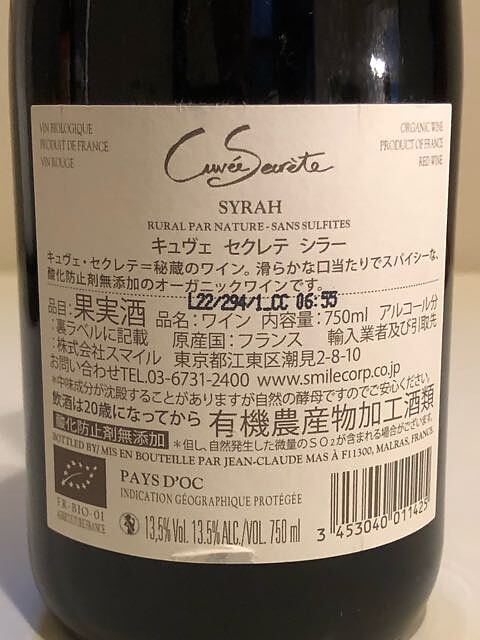 VIN BIOLOGIQUE
PRODUIT DE FRANCE
VIN ROUGE
ORGANIC WINE
PRODUCT OF FRANCE
RED WINE
Cuvée Secrète
SYRAH
RURAL PAR NATURE - SANS SULFITES
キュヴェ セクレテ シラー
キュヴェ・セクレテ=秘蔵のワイン。滑らかな口当たりでスパイシーな、
酸化防止剤無添加のオーガニックワインです。
L22/294/1_CC 06:55
品目:果実酒 品名:ワイン 内容量:750ml アルコール分
:裏ラベルに記載 原産国:フランス 輸入業者及び引取先
:株式会社スマイル 東京都江東区潮見2-8-10
お問い合わせTEL.03-6731-2400 www.smilecorp.co.jp
*中味成分が沈殿することがありますが自然の酵母ですのでご安心ください。
飲酒は20歳になってから 有機農産物加工酒類
酸化防止剤無添加 *但し、自然発生した微量のSO2が含まれる場合がございます。
BOTTLED BY/ MIS EN BOUTEILLE PAR JEAN-CLAUDE MAS À F11300, MALRAS, FRANCE
PAYS D'OC
INDICATION GÉOGRAPHIQUE PROTÉGÉE
FR-BIO-01
AGRICULTURE FRANCE
13,5% Vol. 13.5% ALC./VOL. 750 ml
3 453040 011425